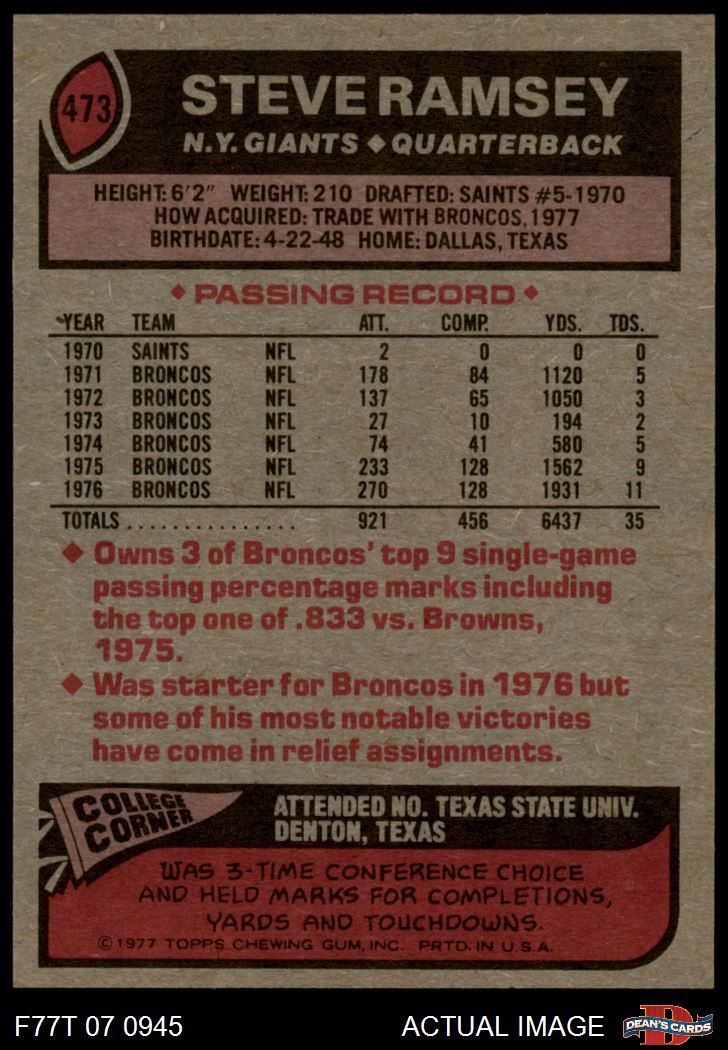 473
STEVE RAMSEY
N.Y. GIANTS ◆ QUARTERBACK
HEIGHT: 6'2" WEIGHT: 210 DRAFTED: SAINTS #5-1970
HOW ACQUIRED: TRADE WITH BRONCOS, 1977
BIRTHDATE: 4-22-48 HOME: DALLAS, TEXAS
◆ PASSING RECORD ◆
YEAR TEAM ATT. COMP. YDS. TDS.
1970 SAINTS NFL 2 0 0 0
1971 BRONCOS NFL 178 84 1120 5
1972 BRONCOS NFL 137 65 1050 3
1973 BRONCOS NFL 27 10 194 2
1974 BRONCOS NFL 74 41 580 5
1975 BRONCOS NFL 233 128 1562 9
1976 BRONCOS NFL 270 128 1931 11
TOTALS............... 921 456 6437 35
◆ Owns 3 of Broncos' top 9 single-game
passing percentage marks including
the top one of .833 vs. Browns,
1975.
◆ Was starter for Broncos in 1976 but
some of his most notable victories
have come in relief assignments.
COLLEGE
CORNER
ATTENDED NO. TEXAS STATE UNIV.
DENTON, TEXAS
WAS 3-TIME CONFERENCE CHOICE
AND HELD MARKS FOR COMPLETIONS,
YARDS AND TOUCHDOWNS.
© 1977 TOPPS CHEWING GUM, INC. PRTD. IN U.S.A.
F77T 07 0945
ACTUAL IMAGE
D
DEAN'S CARDS